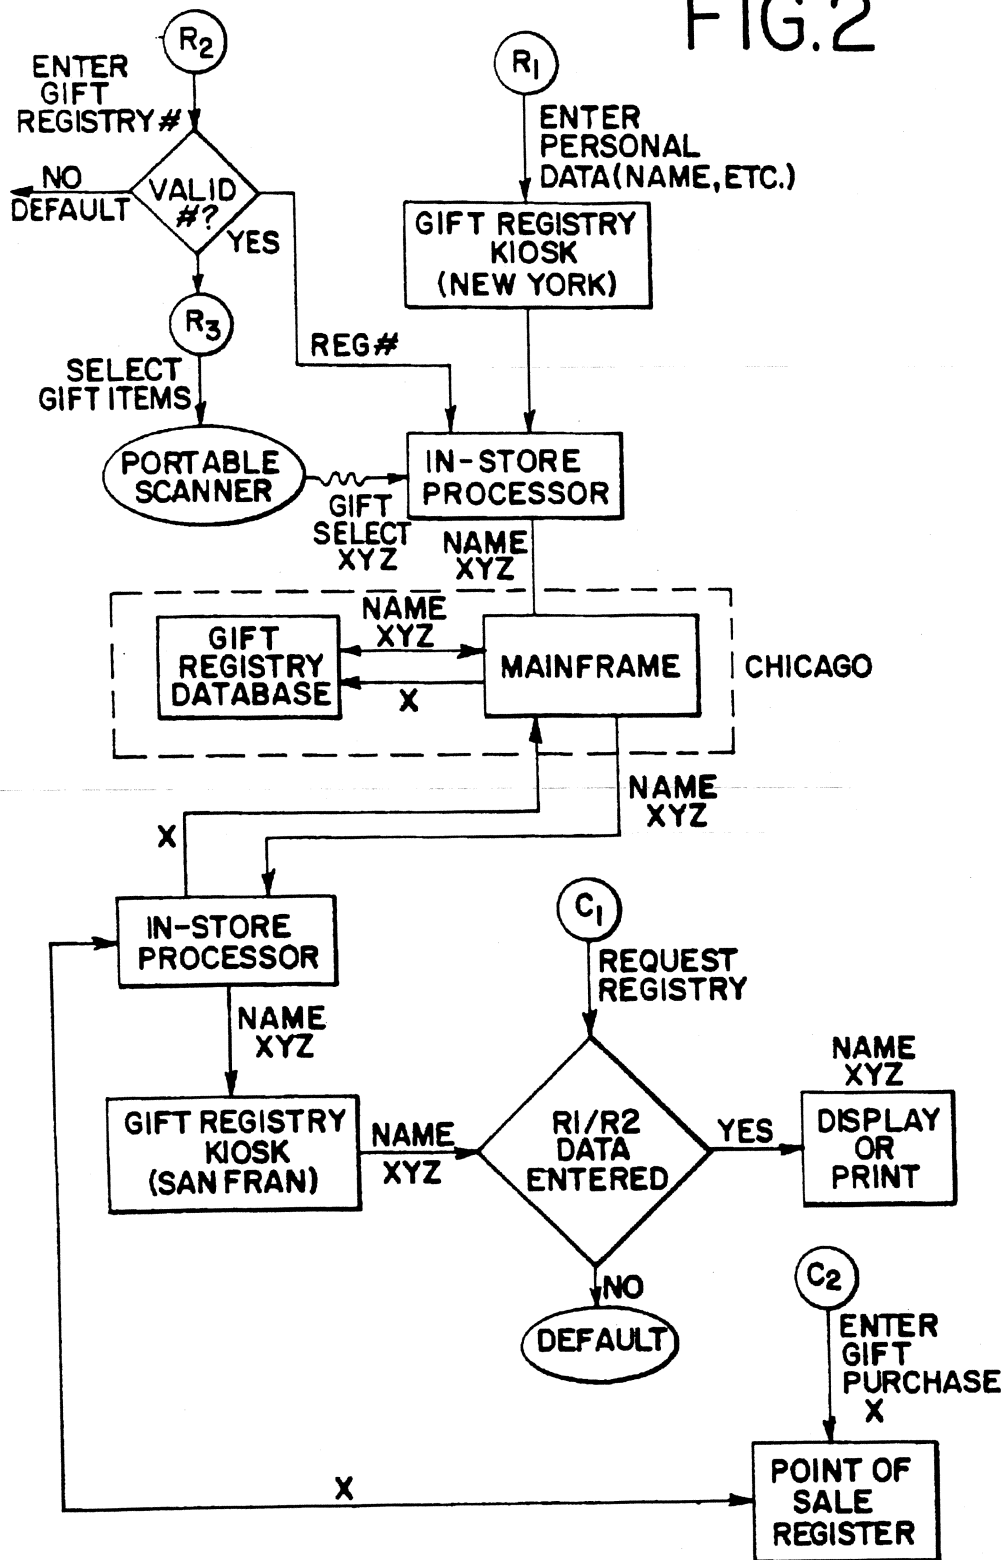 FIG.2
R2
ENTER
GIFT
REGISTRY#
R1
ENTER
PERSONAL
DATA(NAME, ETC.)
NO
DEFAULT
VALID
#?
YES
GIFT REGISTRY
KIOSK
(NEW YORK)
R3
REG#
SELECT
GIFT ITEMS
PORTABLE
SCANNER
GIFT
SELECT
XYZ
IN-STORE
PROCESSOR
NAME
XYZ
GIFT
REGISTRY
DATABASE
NAME
XYZ
X
MAINFRAME
CHICAGO
NAME
XYZ
X
IN-STORE
PROCESSOR
C1
REQUEST
REGISTRY
NAME
XYZ
GIFT REGISTRY
KIOSK
(SAN FRAN)
NAME
XYZ
R1/R2
DATA
ENTERED
YES
NAME
XYZ
DISPLAY
OR
PRINT
NO
DEFAULT
C2
ENTER
GIFT
PURCHASE
X
X
POINT OF
SALE
REGISTER